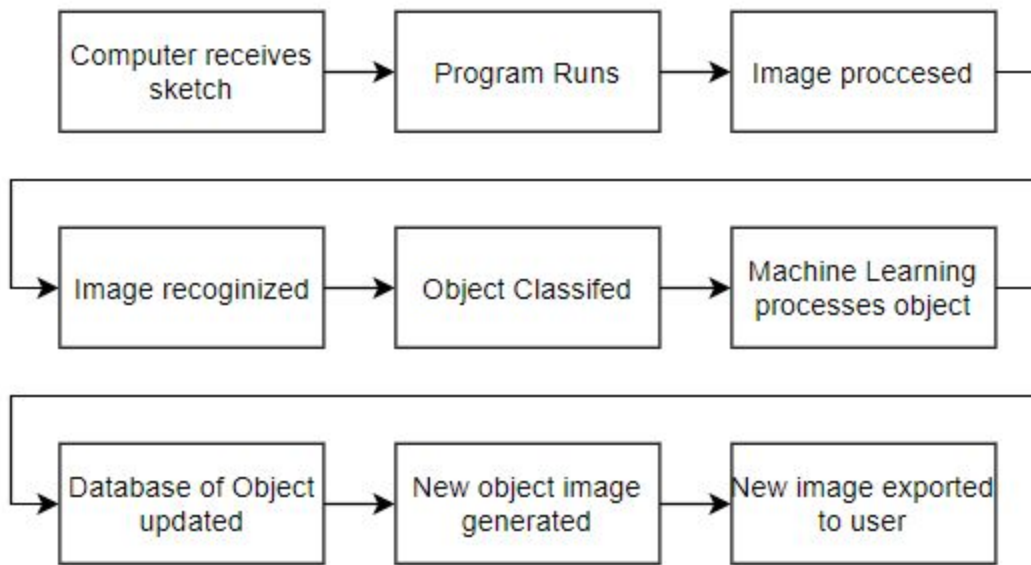 Computer receives
sketch
Program Runs
Image proccesed
Image recoginized
Object Classifed
Machine Learning
processes object
Database of Object
updated
New object image
generated
New image exported
to user